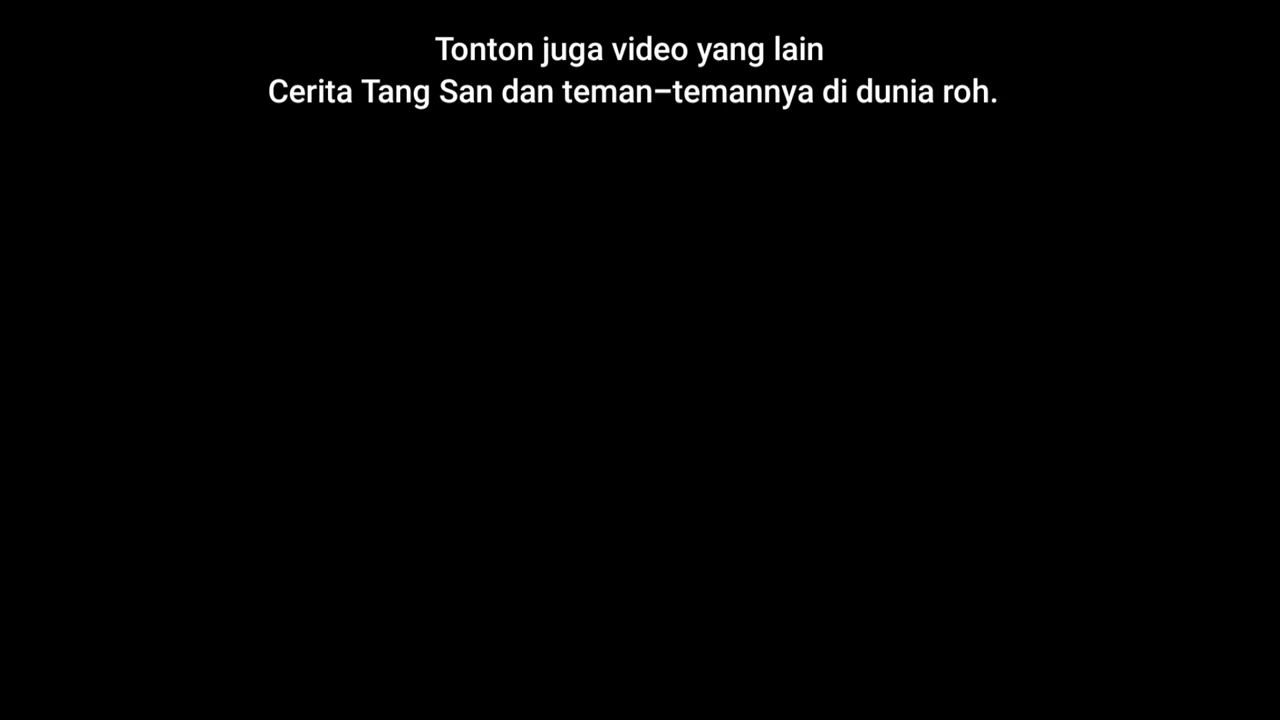 Tonton juga video yang lain
Cerita Tang San dan teman-temannya di dunia roh.